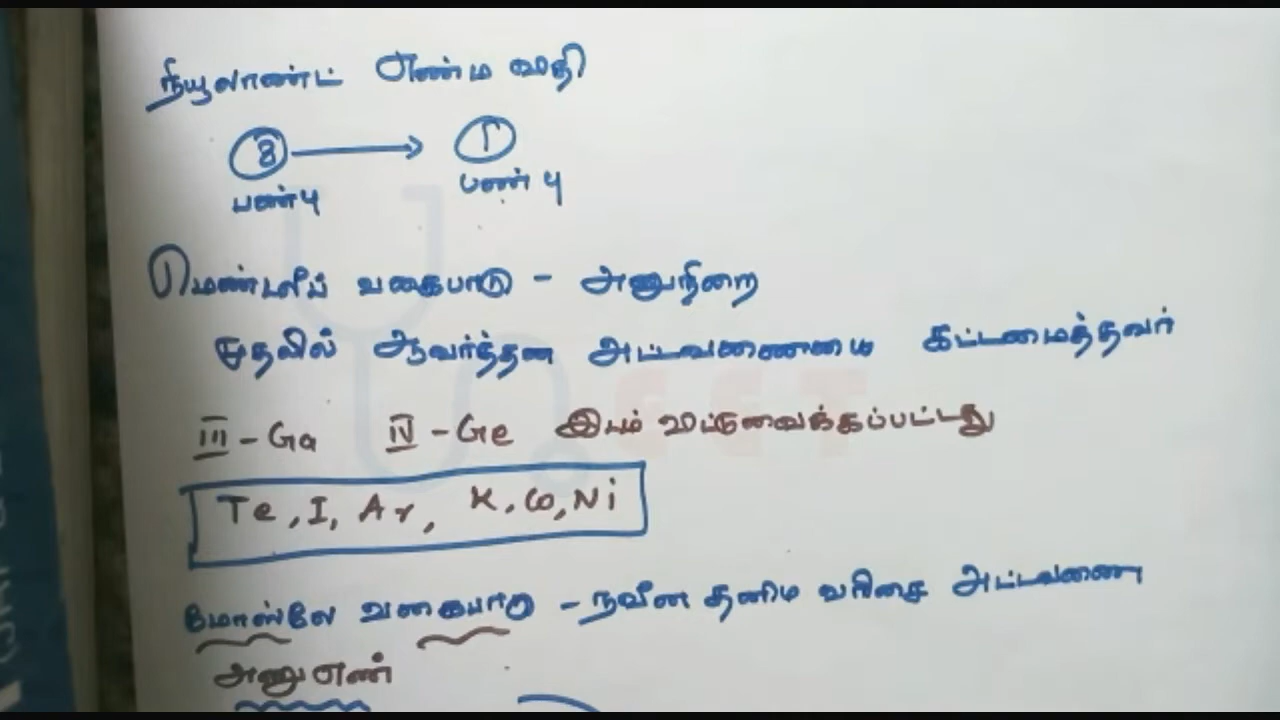 நியூலாண்ட் எண்ம விதி
8 → 1
பண்பு பண்பு
மெண்டலீப் வகைபாடு - அணுநிறை
முதலில் ஆவர்த்தன அட்டவணையை கட்டமைத்தவர்
III - Ga IV - Ge இடம் விட்டுவைக்கப்பட்டது
Te, I, Ar, K, Co, Ni
மோஸ்லே வகைபாடு - நவீன தனிம வரிசை அட்டவணை
அணு எண்